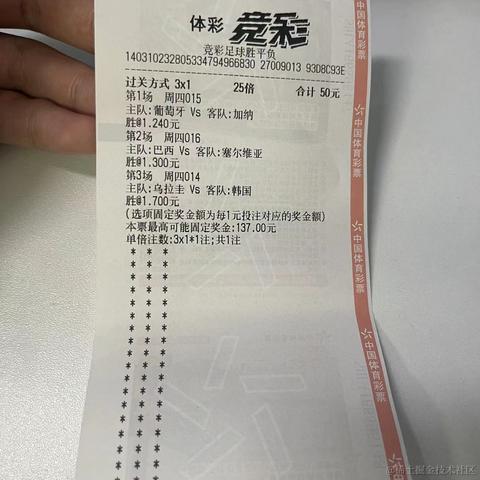 体彩 竞彩
竞彩足球胜平负
140310232805334794966830 27009013 93D8C93E
过关方式 3x1 25倍 合计 50元
第1场 周四015
主队:葡萄牙 Vs 客队:加纳
胜@1.240元
第2场 周四016
主队:巴西 Vs 客队:塞尔维亚
胜@1.300元
第3场 周四014
主队:乌拉圭 Vs 客队:韩国
胜@1.700元
(选项固定奖金额为每1元投注对应的奖金额)
本票最高可能固定奖金:137.00元
单倍注数:3x1*1注;共1注
中国体育彩票
中国体育彩票
中国体育彩票
中国体育彩票
@稀土掘金技术社区